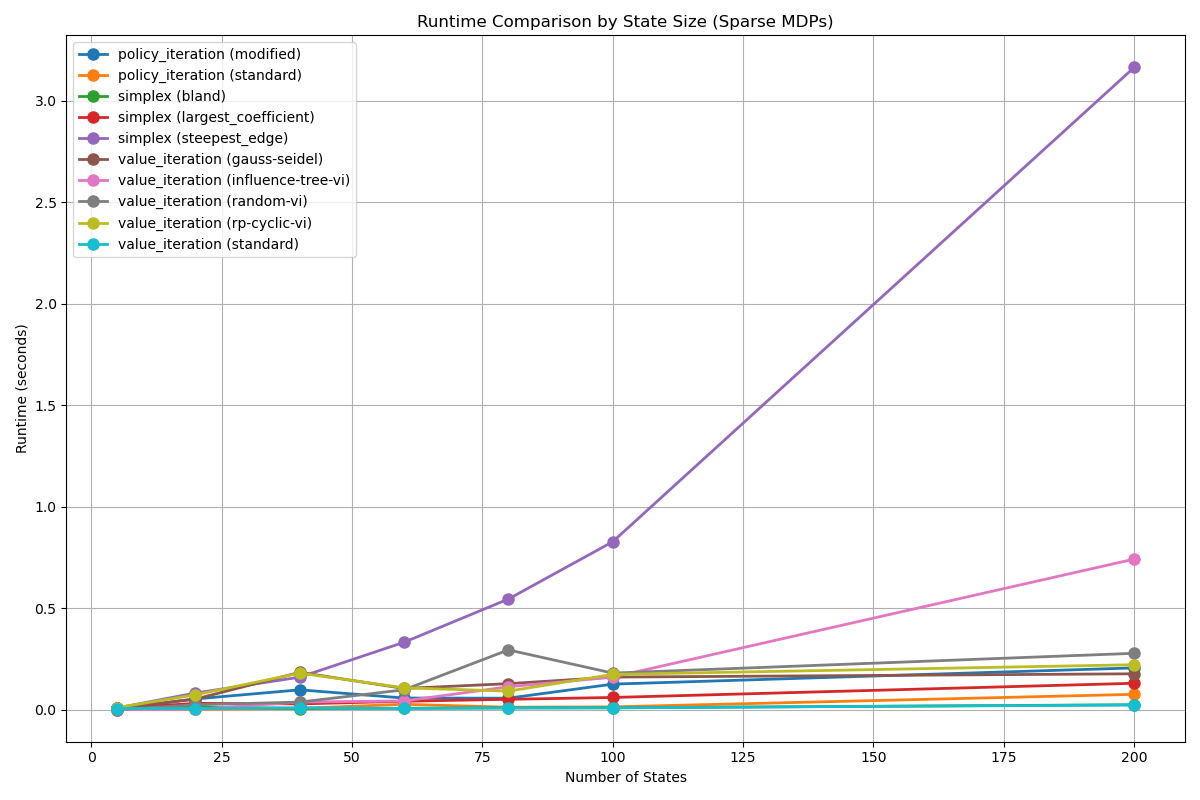 Runtime Comparison by State Size (Sparse MDPs)
policy_iteration (modified)
policy_iteration (standard)
simplex (bland)
simplex (largest_coefficient)
simplex (steepest_edge)
value_iteration (gauss-seidel)
value_iteration (influence-tree-vi)
value_iteration (random-vi)
value_iteration (rp-cyclic-vi)
value_iteration (standard)
Runtime (seconds)
3.0
2.5
2.0
1.5
1.0
0.5
0.0
0 25 50 75 100 125 150 175 200
Number of States